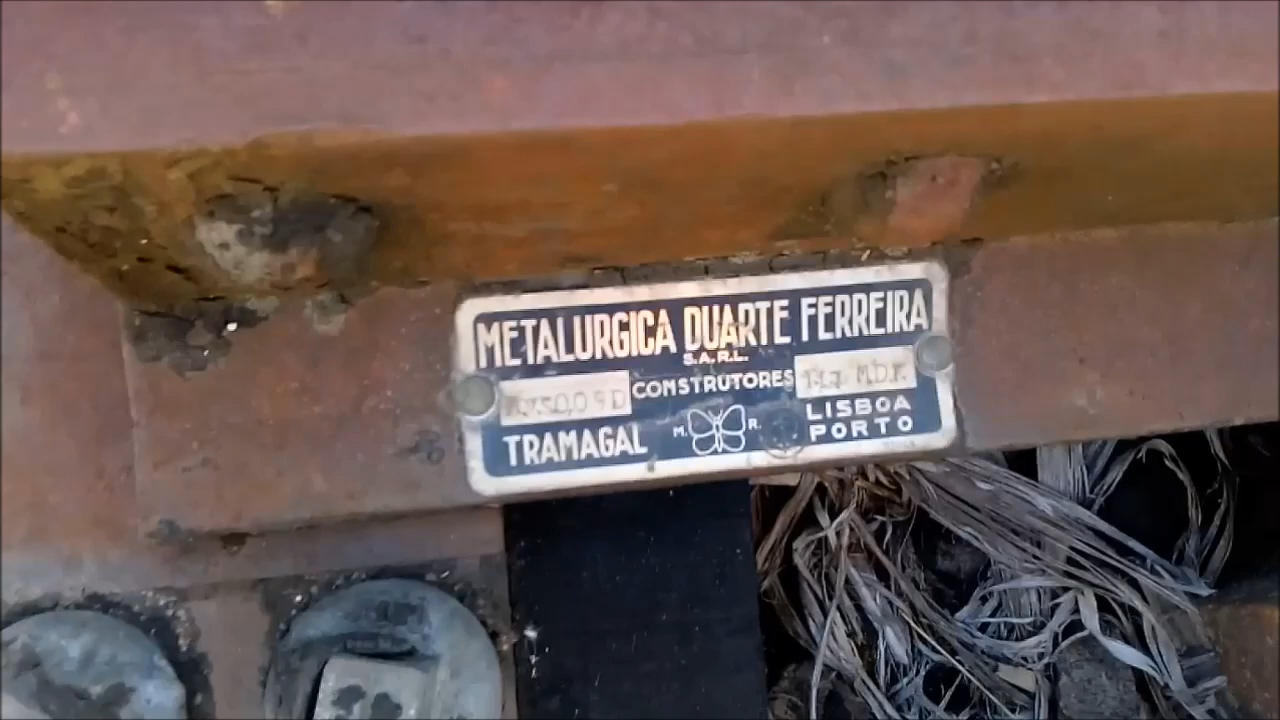 METALURGICA DUARTE FERREIRA
S.A.R.L.
CONSTRUTORES
TRAMAGAL
M. R.
LISBOA
PORTO